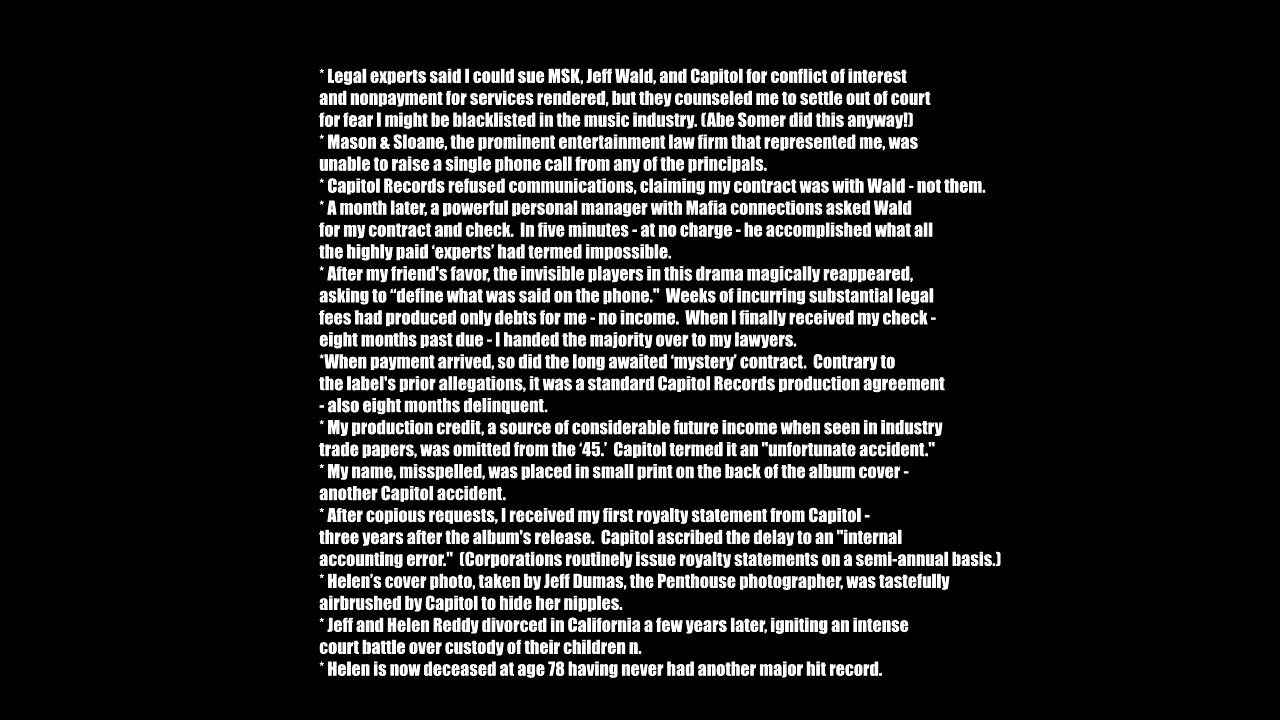 * Legal experts said I could sue MSK, Jeff Wald, and Capitol for conflict of interest
and nonpayment for services rendered, but they counseled me to settle out of court
for fear I might be blacklisted in the music industry. (Abe Somer did this anyway!)
* Mason & Sloane, the prominent entertainment law firm that represented me, was
unable to raise a single phone call from any of the principals.
* Capitol Records refused communications, claiming my contract was with Wald - not them.
* A month later, a powerful personal manager with Mafia connections asked Wald
for my contract and check.  In five minutes - at no charge - he accomplished what all
the highly paid ‘experts’ had termed impossible.
* After my friend's favor, the invisible players in this drama magically reappeared,
asking to “define what was said on the phone."  Weeks of incurring substantial legal
fees had produced only debts for me - no income.  When I finally received my check -
eight months past due - I handed the majority over to my lawyers.
*When payment arrived, so did the long awaited ‘mystery’ contract.  Contrary to
the label's prior allegations, it was a standard Capitol Records production agreement
- also eight months delinquent.
* My production credit, a source of considerable future income when seen in industry
trade papers, was omitted from the ‘45.’  Capitol termed it an "unfortunate accident."
* My name, misspelled, was placed in small print on the back of the album cover -
another Capitol accident.
* After copious requests, I received my first royalty statement from Capitol -
three years after the album's release.  Capitol ascribed the delay to an "internal
accounting error."  (Corporations routinely issue royalty statements on a semi-annual basis.)
* Helen’s cover photo, taken by Jeff Dumas, the Penthouse photographer, was tastefully
airbrushed by Capitol to hide her nipples.
* Jeff and Helen Reddy divorced in California a few years later, igniting an intense
court battle over custody of their children n.
* Helen is now deceased at age 78 having never had another major hit record.